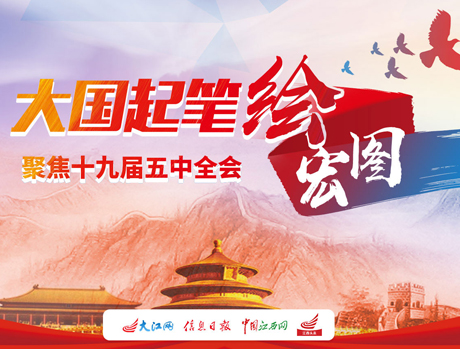 大国起笔绘宏图
聚焦十九届五中全会
大江网 信息日报 中国江西网